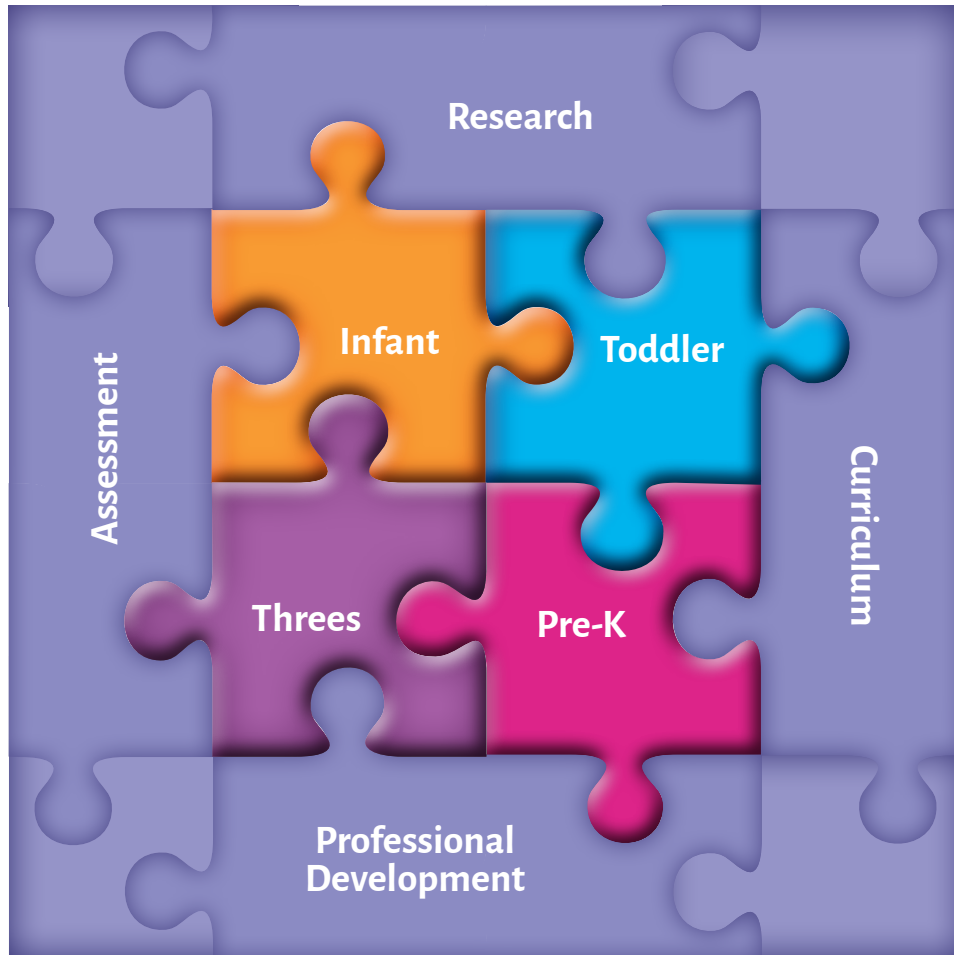 Research
Infant
Toddler
Assessment
Curriculum
Threes
Pre-K
Professional
Development